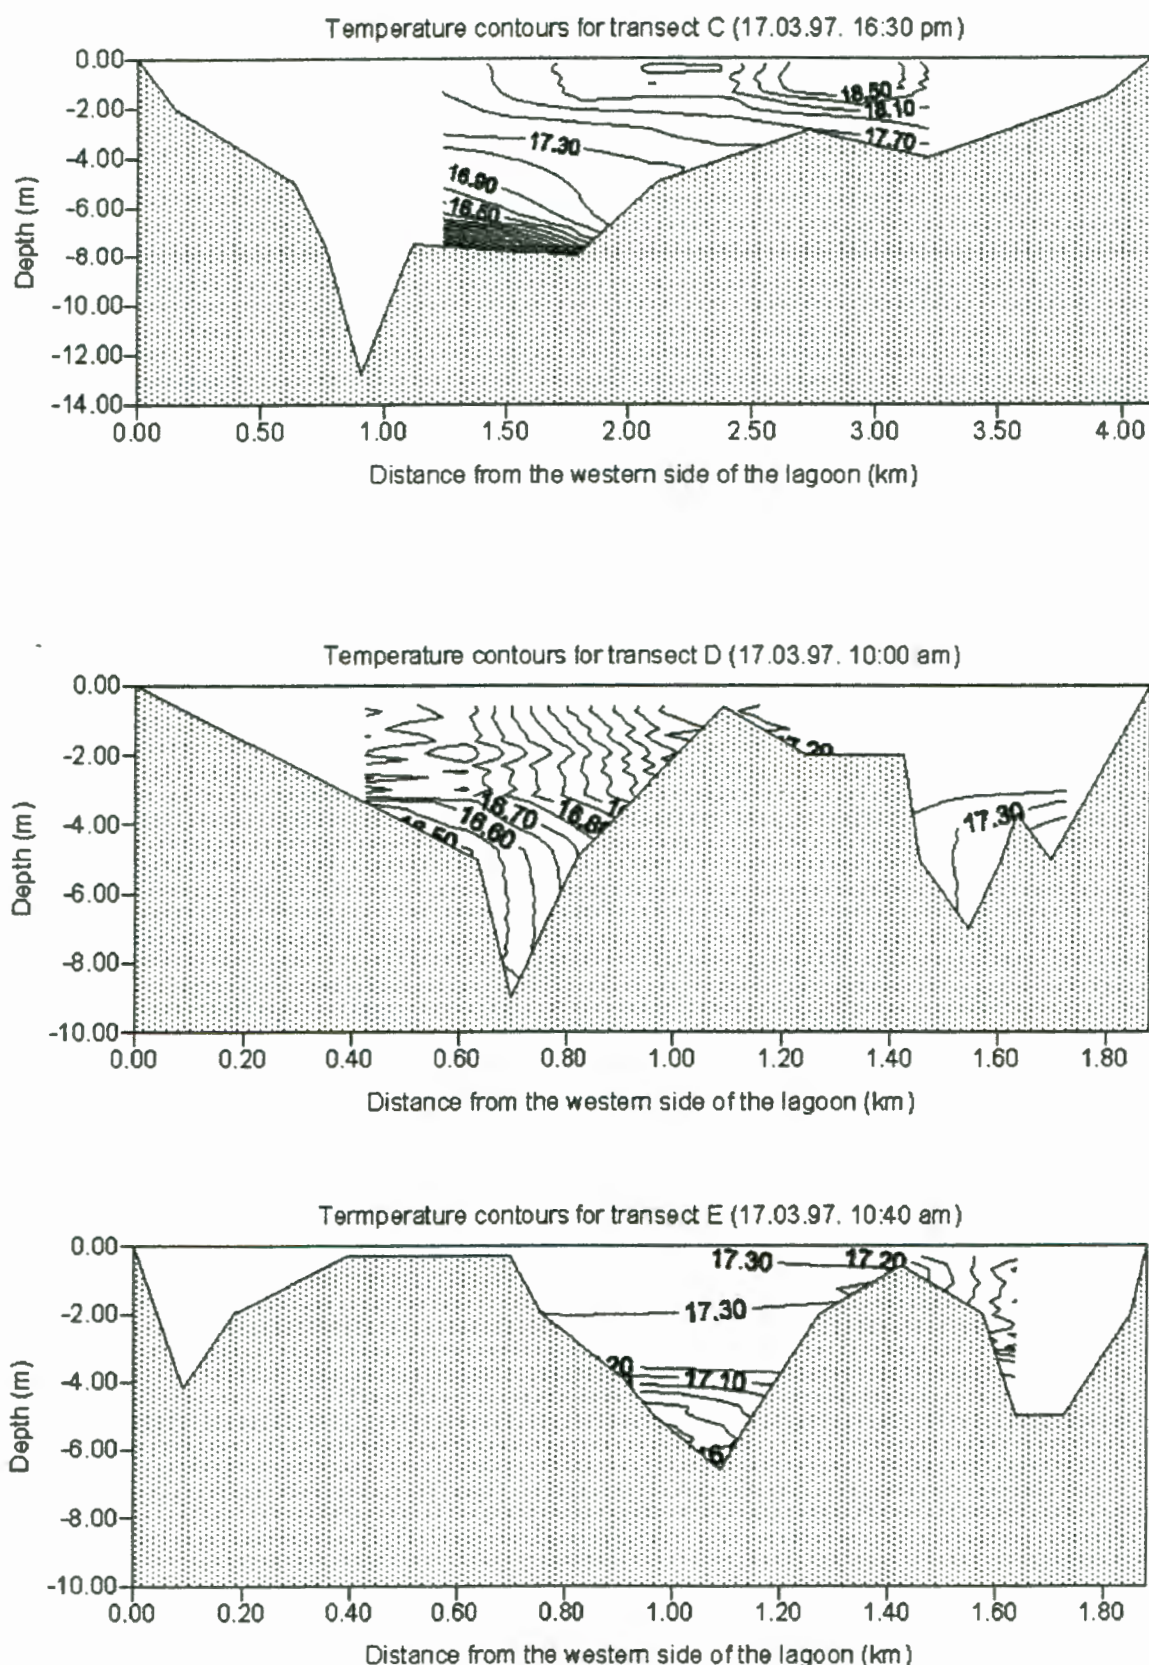 Temperature contours for transect C (17.03.97. 16:30 pm)
0.00
-2.00
-4.00
-6.00
-8.00
-10.00
-12.00
-14.00
Depth (m)
18.50
18.10
17.70
17.30
16.90
16.50
0.00 0.50 1.00 1.50 2.00 2.50 3.00 3.50 4.00
Distance from the western side of the lagoon (km)
Temperature contours for transect D (17.03.97. 10:00 am)
0.00
-2.00
-4.00
-6.00
-8.00
-10.00
Depth (m)
17.20
16.70
16.60
17.30
0.00 0.20 0.40 0.60 0.80 1.00 1.20 1.40 1.60 1.80
Distance from the western side of the lagoon (km)
Termperature contours for transect E (17.03.97. 10:40 am)
0.00
-2.00
-4.00
-6.00
-8.00
-10.00
Depth (m)
17.30 17.20
17.30
20
17.10
0.00 0.20 0.40 0.60 0.80 1.00 1.20 1.40 1.60 1.80
Distance from the western side of the lagoon (km)